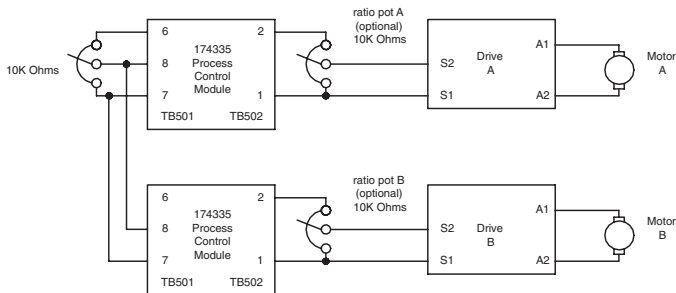 10K Ohms
6
8
7
174335
Process
Control
Module
2
1
TB501
TB502
ratio pot A
(optional)
10K Ohms
S2
S1
Drive
A
A1
A2
Motor
A
6
8
7
174335
Process
Control
Module
2
1
TB501
TB502
ratio pot B
(optional)
10K Ohms
S2
S1
Drive
B
A1
A2
Motor
B